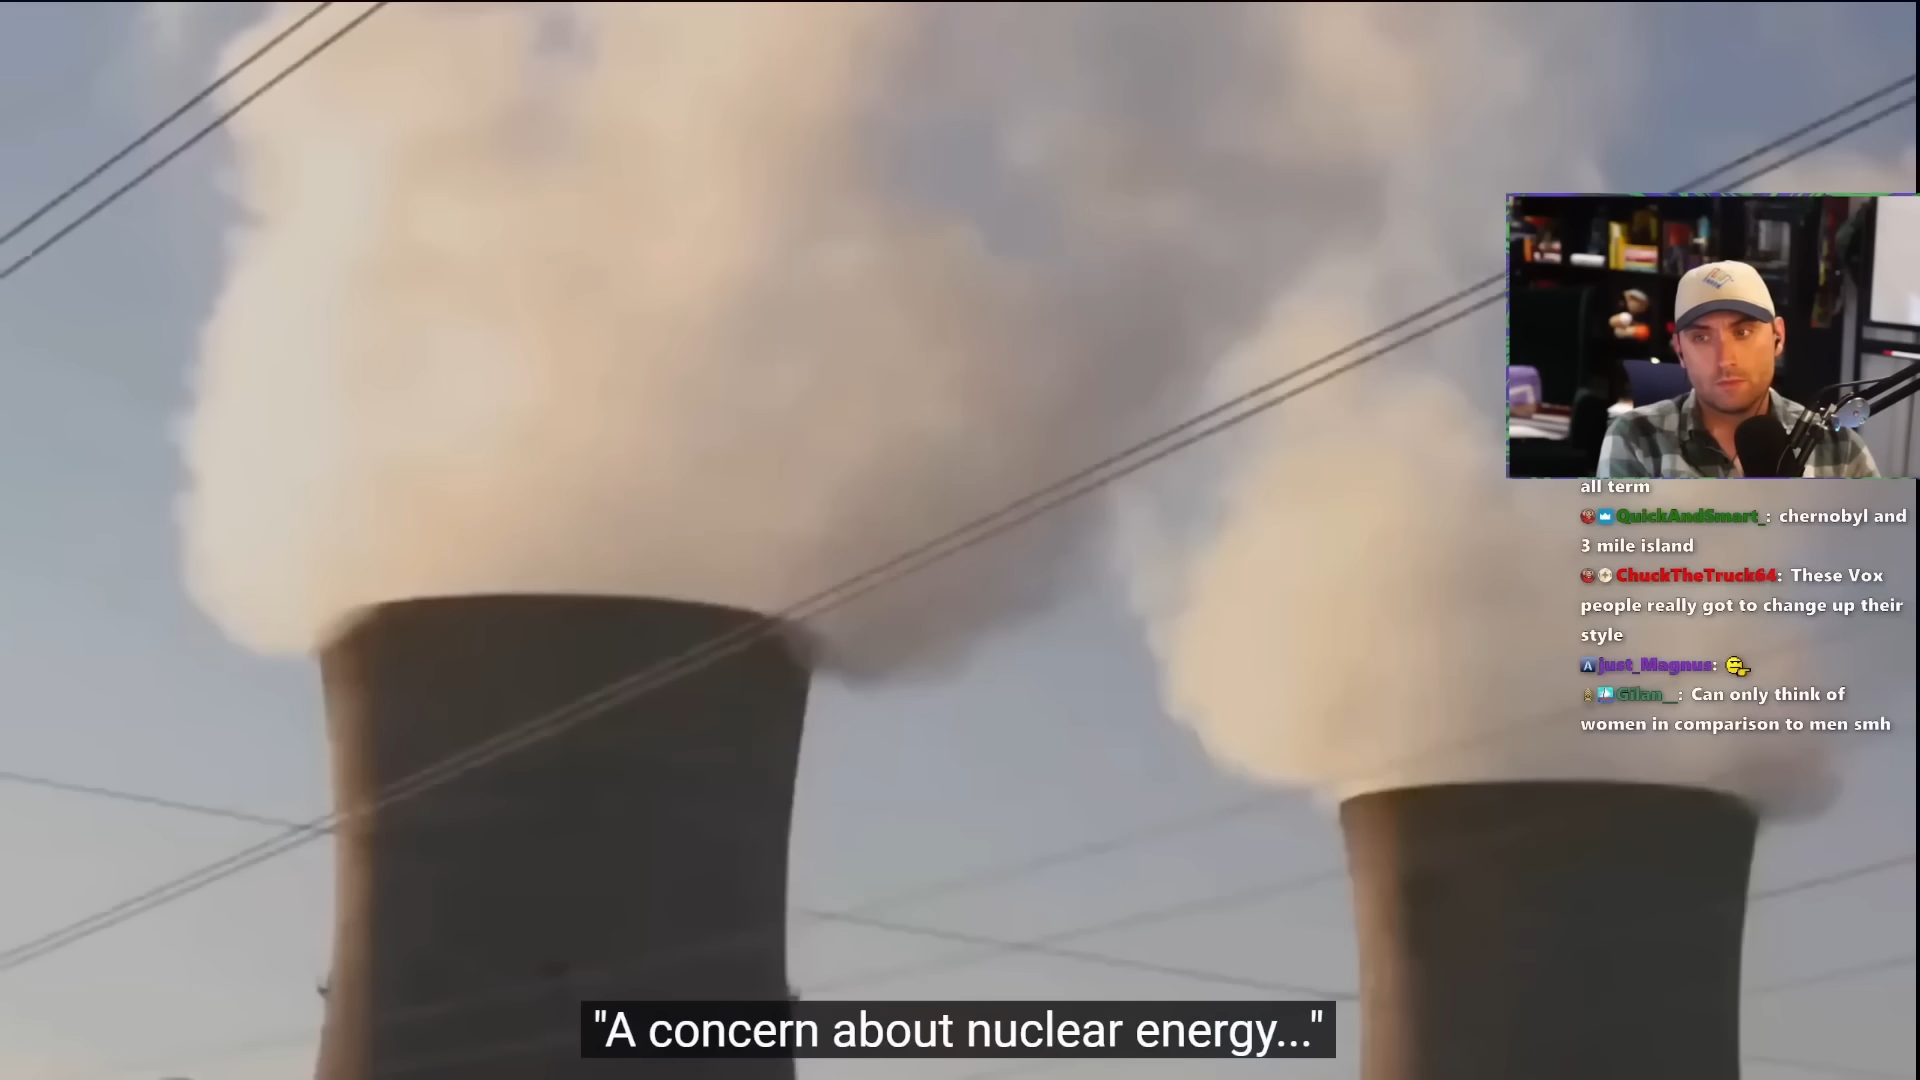 all term
QuickAndSmart_: chernobyl and
3 mile island
ChuckTheTruck64: These Vox
people really got to change up their
style
just_Magnus:
Gilan__: Can only think of
women in comparison to men smh
"A concern about nuclear energy..."